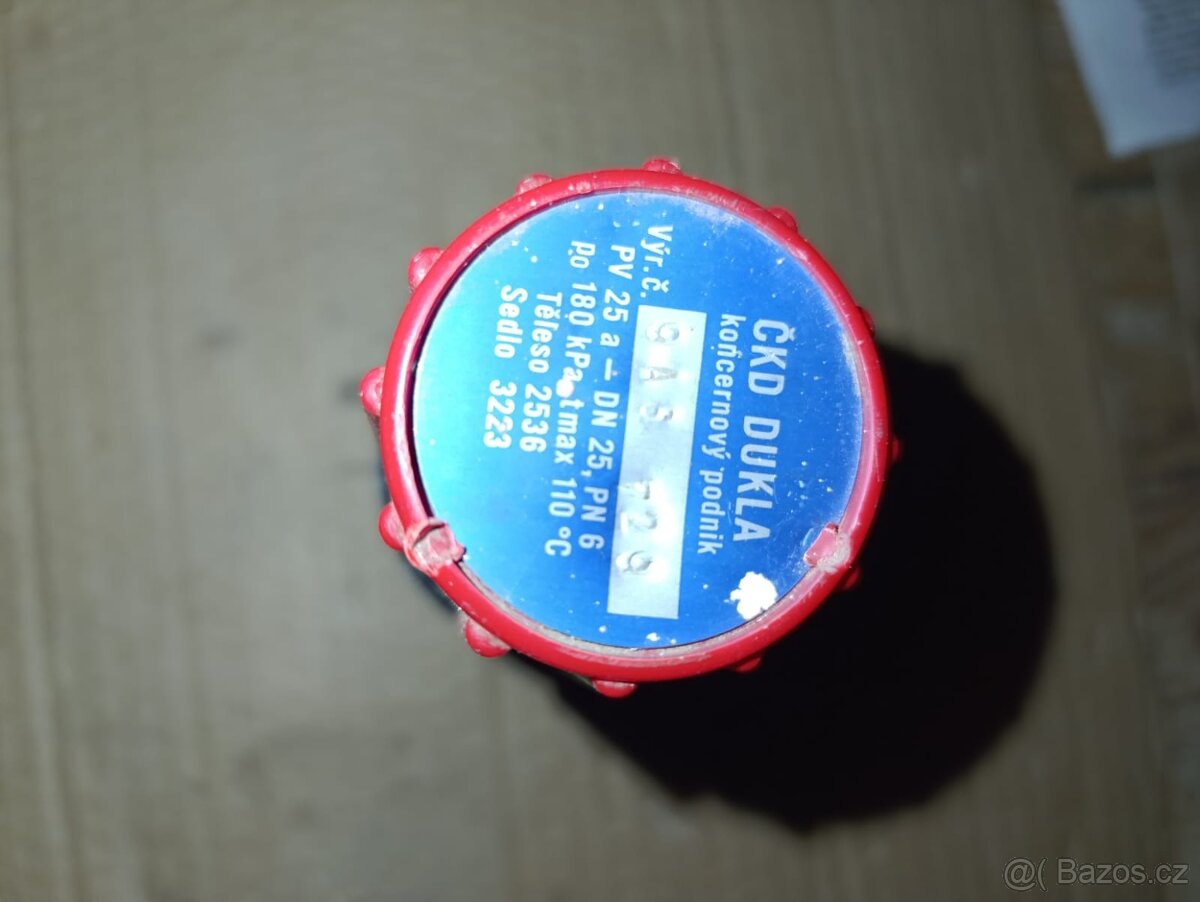 ČKD DUKLA
koncernový podnik
Výr.č.
PV 25 a – DN 25, PN 6
po 180 kPa, tmax 110 °C
Těleso 2536
Sedlo 3223
@( Bazos.cz